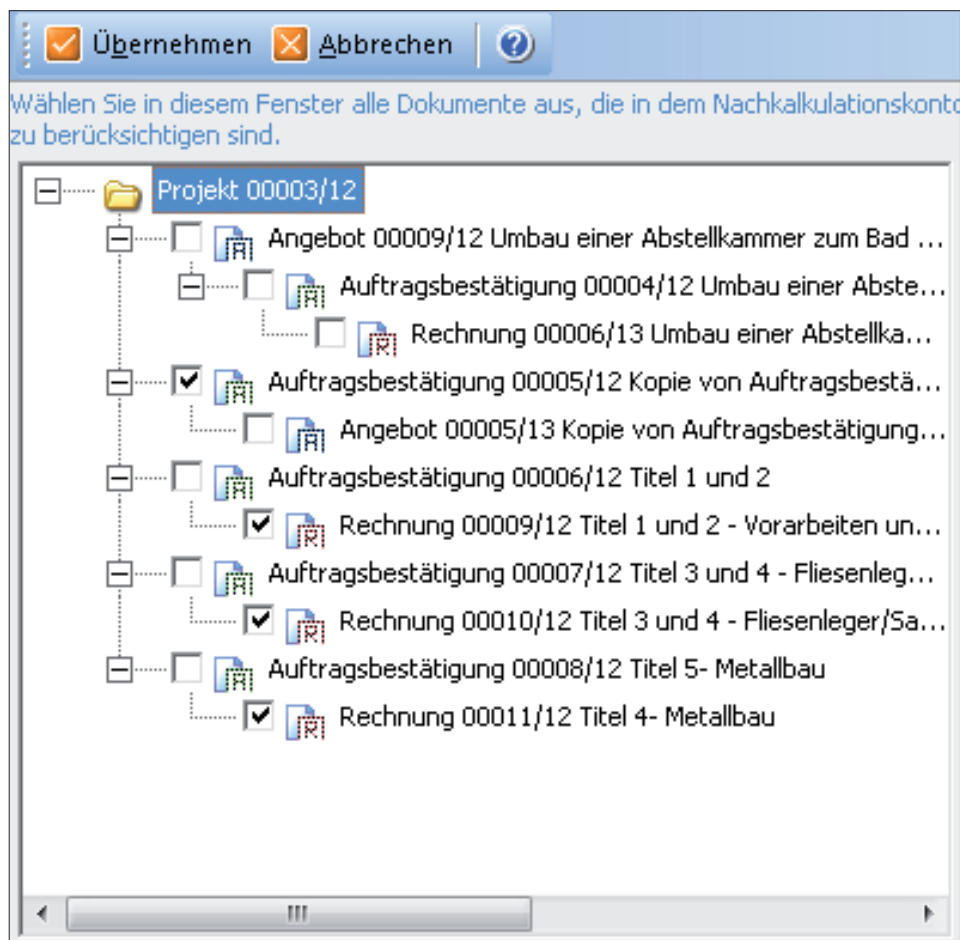 Übernehmen Abbrechen
Wählen Sie in diesem Fenster alle Dokumente aus, die in dem Nachkalkulationskonto
zu berücksichtigen sind.
Projekt 00003/12
Angebot 00009/12 Umbau einer Abstellkammer zum Bad ...
Auftragsbestätigung 00004/12 Umbau einer Abste...
Rechnung 00006/13 Umbau einer Abstellka...
Auftragsbestätigung 00005/12 Kopie von Auftragsbestä...
Angebot 00005/13 Kopie von Auftragsbestätigung...
Auftragsbestätigung 00006/12 Titel 1 und 2
Rechnung 00009/12 Titel 1 und 2 - Vorarbeiten un...
Auftragsbestätigung 00007/12 Titel 3 und 4 - Fliesenleg...
Rechnung 00010/12 Titel 3 und 4 - Fliesenleger/Sa...
Auftragsbestätigung 00008/12 Titel 5- Metallbau
Rechnung 00011/12 Titel 4- Metallbau